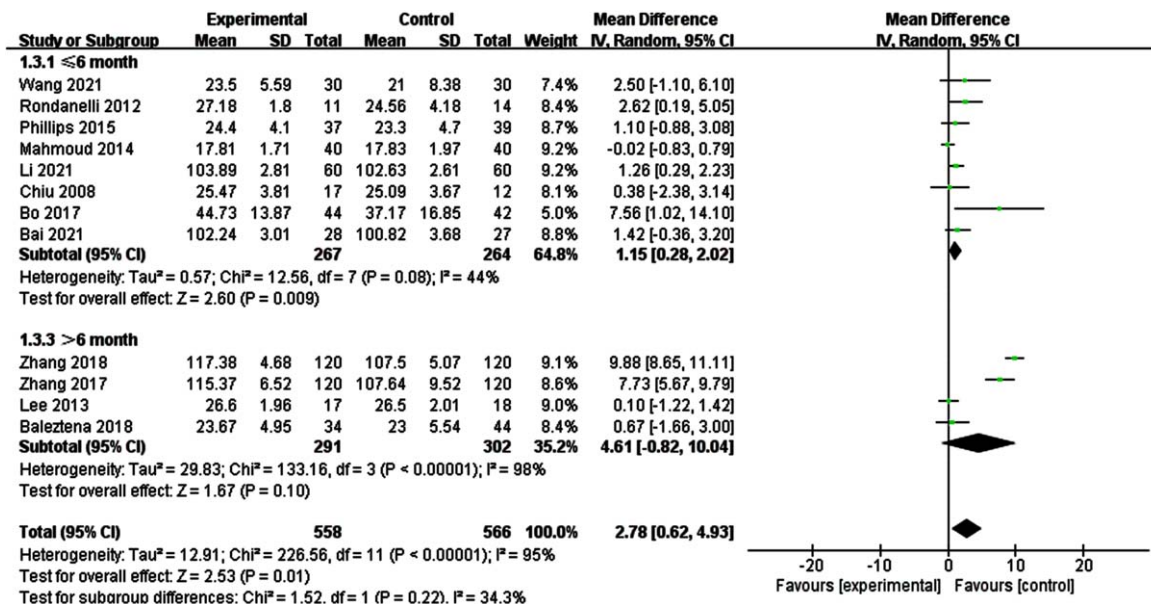 Experimental Control Mean Difference Mean Difference
Study or Subgroup Mean SD Total Mean SD Total Weight IV, Random, 95% CI IV, Random, 95% CI
1.3.1 ≤6 month
Wang 2021 23.5 5.59 30 21 8.38 30 7.4% 2.50 [-1.10, 6.10]
Rondanelli 2012 27.18 1.8 11 24.56 4.18 14 8.4% 2.62 [0.19, 5.05]
Phillips 2015 24.4 4.1 37 23.3 4.7 39 8.7% 1.10 [-0.88, 3.08]
Mahmoud 2014 17.81 1.71 40 17.83 1.97 40 9.2% -0.02 [-0.83, 0.79]
Li 2021 103.89 2.81 60 102.63 2.61 60 9.2% 1.26 [0.29, 2.23]
Chiu 2008 25.47 3.81 17 25.09 3.67 12 8.1% 0.38 [-2.38, 3.14]
Bo 2017 44.73 13.87 44 37.17 16.85 42 5.0% 7.56 [1.02, 14.10]
Bai 2021 102.24 3.01 28 100.82 3.68 27 8.8% 1.42 [-0.36, 3.20]
Subtotal (95% CI) 267 264 64.8% 1.15 [0.28, 2.02]
Heterogeneity: Tau² = 0.57; Chi² = 12.56, df = 7 (P = 0.08); I² = 44%
Test for overall effect: Z = 2.60 (P = 0.009)
1.3.3 >6 month
Zhang 2018 117.38 4.68 120 107.5 5.07 120 9.1% 9.88 [8.65, 11.11]
Zhang 2017 115.37 6.52 120 107.64 9.52 120 8.6% 7.73 [5.67, 9.79]
Lee 2013 26.6 1.96 17 26.5 2.01 18 9.0% 0.10 [-1.22, 1.42]
Baleztena 2018 23.67 4.95 34 23 5.54 44 8.4% 0.67 [-1.66, 3.00]
Subtotal (95% CI) 291 302 35.2% 4.61 [-0.82, 10.04]
Heterogeneity: Tau² = 29.83; Chi² = 133.16, df = 3 (P < 0.00001); I² = 98%
Test for overall effect: Z = 1.67 (P = 0.10)
Total (95% CI) 558 566 100.0% 2.78 [0.62, 4.93]
Heterogeneity: Tau² = 12.91; Chi² = 226.56, df = 11 (P < 0.00001); I² = 95%
Test for overall effect: Z = 2.53 (P = 0.01)
Test for subgroup differences: Chi² = 1.52, df = 1 (P = 0.22), I² = 34.3%
-20 -10 0 10 20
Favours [experimental] Favours [control]